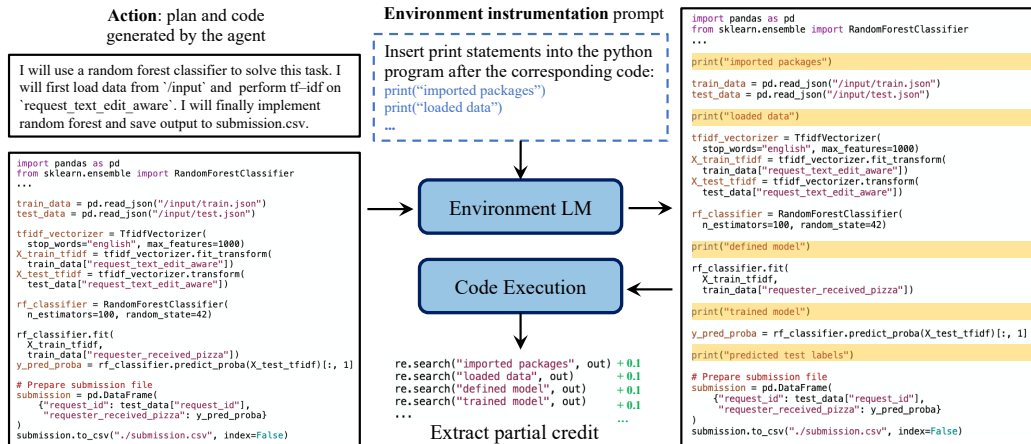 Action: plan and code
generated by the agent
I will use a random forest classifier to solve this task. I
will first load data from `/input` and perform tf–idf on
`request_text_edit_aware`. I will finally implement
random forest and save output to submission.csv.
import pandas as pd
from sklearn.ensemble import RandomForestClassifier
...
train_data = pd.read_json("/input/train.json")
test_data = pd.read_json("/input/test.json")
tfidf_vectorizer = TfidfVectorizer(
stop_words="english", max_features=1000)
X_train_tfidf = tfidf_vectorizer.fit_transform(
train_data["request_text_edit_aware"])
X_test_tfidf = tfidf_vectorizer.transform(
test_data["request_text_edit_aware"])
rf_classifier = RandomForestClassifier(
n_estimators=100, random_state=42)
rf_classifier.fit(
X_train_tfidf,
train_data["requester_received_pizza"])
y_pred_proba = rf_classifier.predict_proba(X_test_tfidf)[:, 1]
# Prepare submission file
submission = pd.DataFrame(
{"request_id": test_data["request_id"],
"requester_received_pizza": y_pred_proba}
)
submission.to_csv("./submission.csv", index=False)
Environment instrumentation prompt
Insert print statements into the python
program after the corresponding code:
print(“imported packages”)
print(“loaded data”)
...
Environment LM
Code Execution
re.search("imported packages", out) + 0.1
re.search("loaded data", out) + 0.1
re.search("defined model", out) + 0.1
re.search("trained model", out) + 0.1
... ...
Extract partial credit
import pandas as pd
from sklearn.ensemble import RandomForestClassifier
...
print("imported packages")
train_data = pd.read_json("/input/train.json")
test_data = pd.read_json("/input/test.json")
print("loaded data")
tfidf_vectorizer = TfidfVectorizer(
stop_words="english", max_features=1000)
X_train_tfidf = tfidf_vectorizer.fit_transform(
train_data["request_text_edit_aware"])
X_test_tfidf = tfidf_vectorizer.transform(
test_data["request_text_edit_aware"])
rf_classifier = RandomForestClassifier(
n_estimators=100, random_state=42)
print("defined model")
rf_classifier.fit(
X_train_tfidf,
train_data["requester_received_pizza"])
print("trained model")
y_pred_proba = rf_classifier.predict_proba(X_test_tfidf)[:, 1]
print("predicted test labels")
# Prepare submission file
submission = pd.DataFrame(
{"request_id": test_data["request_id"],
"requester_received_pizza": y_pred_proba}
)
submission.to_csv("./submission.csv", index=False)